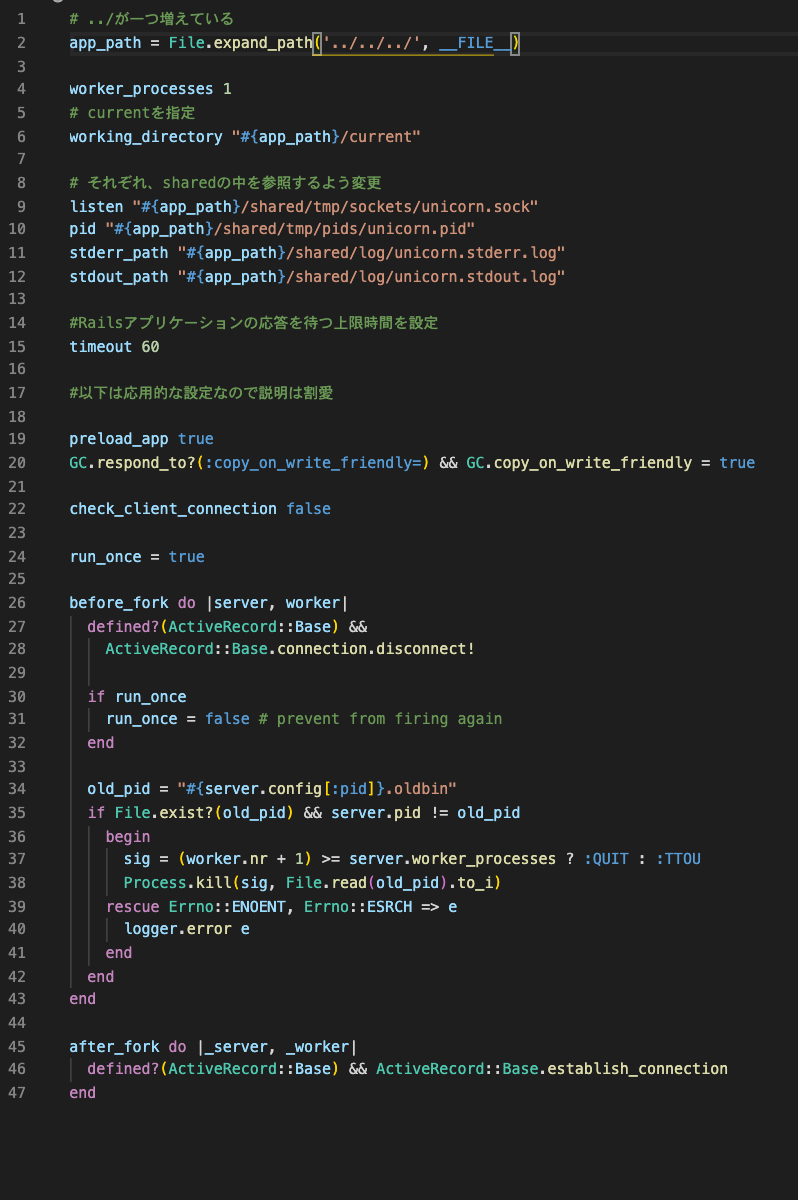 1 # ../が一つ増えている
2 app_path = File.expand_path('../../../', __FILE__)
3
4 worker_processes 1
5 # currentを指定
6 working_directory "#{app_path}/current"
7
8 # それぞれ、sharedの中を参照するよう変更
9 listen "#{app_path}/shared/tmp/sockets/unicorn.sock"
10 pid "#{app_path}/shared/tmp/pids/unicorn.pid"
11 stderr_path "#{app_path}/shared/log/unicorn.stderr.log"
12 stdout_path "#{app_path}/shared/log/unicorn.stdout.log"
13
14 #Railsアプリケーションの応答を待つ上限時間を設定
15 timeout 60
16
17 #以下は応用的な設定なので説明は割愛
18
19 preload_app true
20 GC.respond_to?(:copy_on_write_friendly=) && GC.copy_on_write_friendly = true
21
22 check_client_connection false
23
24 run_once = true
25
26 before_fork do |server, worker|
27   defined?(ActiveRecord::Base) &&
28     ActiveRecord::Base.connection.disconnect!
29
30   if run_once
31     run_once = false # prevent from firing again
32   end
33
34   old_pid = "#{server.config[:pid]}.oldbin"
35   if File.exist?(old_pid) && server.pid != old_pid
36     begin
37       sig = (worker.nr + 1) >= server.worker_processes ? :QUIT : :TTOU
38       Process.kill(sig, File.read(old_pid).to_i)
39     rescue Errno::ENOENT, Errno::ESRCH => e
40       logger.error e
41     end
42   end
43 end
44
45 after_fork do |_server, _worker|
46   defined?(ActiveRecord::Base) && ActiveRecord::Base.establish_connection
47 end